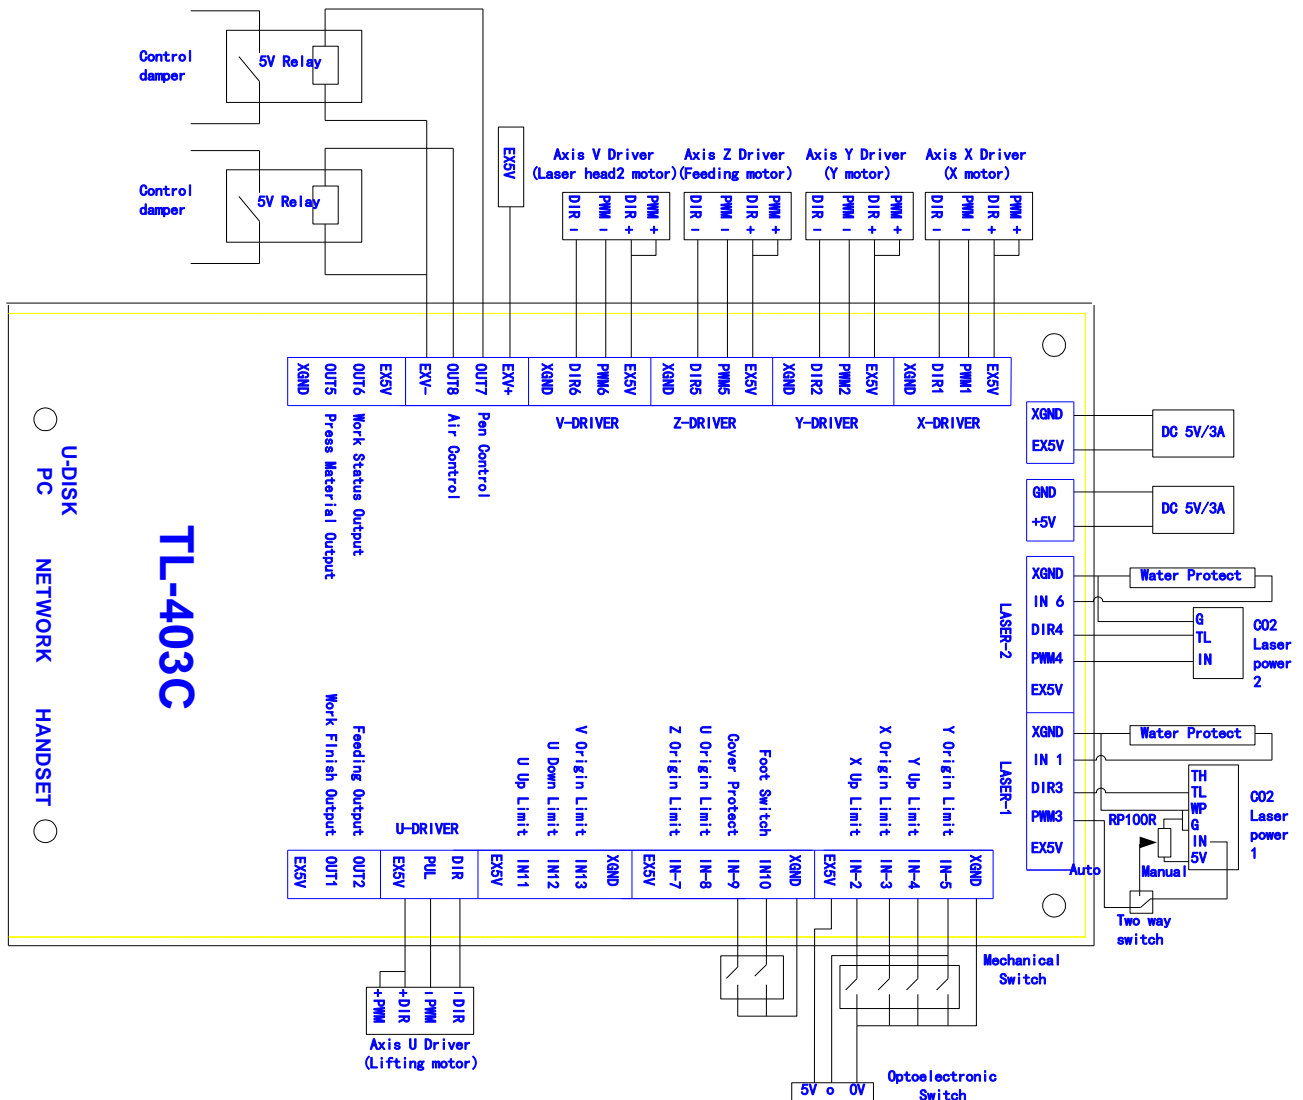 Control
damper
5V Relay
Control
damper
5V Relay
EX5V
Axis V Driver
(Laser head2 motor)
DIR -
PWM -
DIR +
PWM +
Axis Z Driver
(Feeding motor)
DIR -
PWM -
DIR +
PWM +
Axis Y Driver
(Y motor)
DIR -
PWM -
DIR +
PWM +
Axis X Driver
(X motor)
DIR -
PWM -
DIR +
PWM +
XGND
OUT5
OUT6
EX5V
EXV-
OUT8
OUT7
EXV+
XGND
DIR6
PWM6
EX5V
XGND
DIR5
PWM5
EX5V
XGND
DIR2
PWM2
EX5V
XGND
DIR1
PWM1
EX5V
Press Material Output
Work Status Output
Air Control
Pen Control
V-DRIVER
Z-DRIVER
Y-DRIVER
X-DRIVER
XGND
EX5V
DC 5V/3A
GND
+5V
DC 5V/3A
U-DISK
PC
NETWORK
HANDSET
TL-403C
LASER-2
XGND
IN 6
DIR4
PWM4
EX5V
Water Protect
G
TL
IN
CO2
Laser
power
2
LASER-1
XGND
IN 1
DIR3
PWM3
EX5V
Water Protect
TH
TL
WP
G
IN
5V
CO2
Laser
power
1
RP100R
Auto
Manual
Two way
switch
Work FInish Output
Feeding Output
U-DRIVER
U Up Limit
U Down Limit
V Origin Limit
Z Origin Limit
U Origin Limit
Cover Protect
Foot Switch
X Up Limit
X Origin Limit
Y Up Limit
Y Origin Limit
EX5V
OUT1
OUT2
EX5V
PUL
DIR
EX5V
IN11
IN12
IN13
XGND
EX5V
IN-7
IN-8
IN-9
IN10
XGND
EX5V
IN-2
IN-3
IN-4
IN-5
XGND
Mechanical
Switch
+PWM
+DIR
-PWM
-DIR
Axis U Driver
(Lifting motor)
5V o 0V
Optoelectronic
Switch